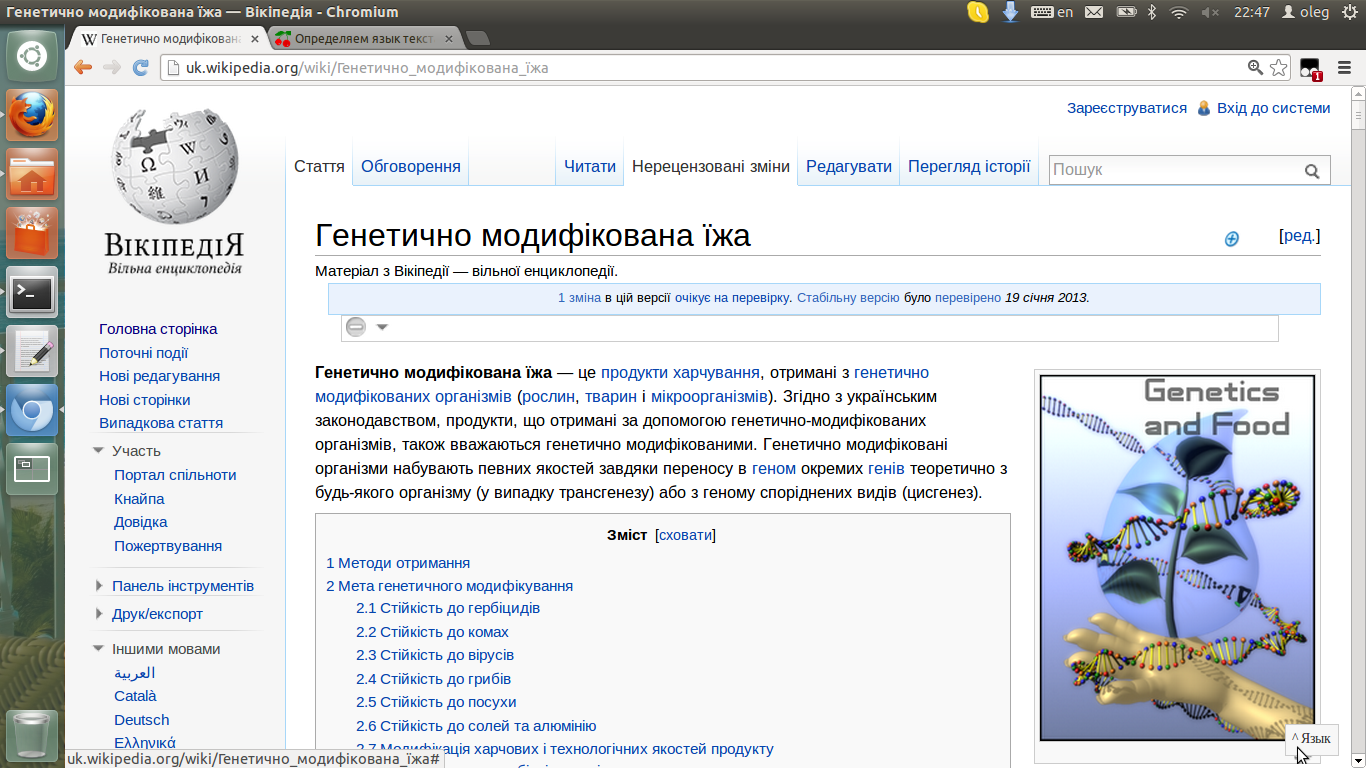 Генетично модифікована їжа — Вікіпедія - Chromium
en
22:47
oleg
Генетично модифікована
Определяем язык текст
uk.wikipedia.org/wiki/Генетично_модифікована_їжа
1
Зареєструватися
Вхід до системи
Стаття
Обговорення
Читати
Нерецензовані зміни
Редагувати
Перегляд історії
Пошук
ВікіпедіЯ
Вільна енциклопедія
Генетично модифікована їжа
[ред.]
Матеріал з Вікіпедії — вільної енциклопедії.
1 зміна в цій версії очікує на перевірку. Стабільну версію було перевірено 19 січня 2013.
Головна сторінка
Поточні події
Нові редагування
Нові сторінки
Випадкова стаття
Участь
Портал спільноти
Кнайпа
Довідка
Пожертвування
Панель інструментів
Друк/експорт
Іншими мовами
العربية
Català
Deutsch
Ελληνικά
Генетично модифікована їжа — це продукти харчування, отримані з генетично
модифікованих організмів (рослин, тварин і мікроорганізмів). Згідно з українським
законодавством, продукти, що отримані за допомогою генетично-модифікованих
організмів, також вважаються генетично модифікованими. Генетично модифіковані
організми набувають певних якостей завдяки переносу в геном окремих генів теоретично з
будь-якого організму (у випадку трансгенезу) або з геному споріднених видів (цисгенез).
Зміст [сховати]
1 Методи отримання
2 Мета генетичного модифікування
2.1 Стійкість до гербіцидів
2.2 Стійкість до комах
2.3 Стійкість до вірусів
2.4 Стійкість до грибів
2.5 Стійкість до посухи
2.6 Стійкість до солей та алюмінію
2.7 Модифікація харчових і технологічних якостей продукту
Genetics
and Food
^ Язык
uk.wikipedia.org/wiki/Генетично_модифікована_їжа#